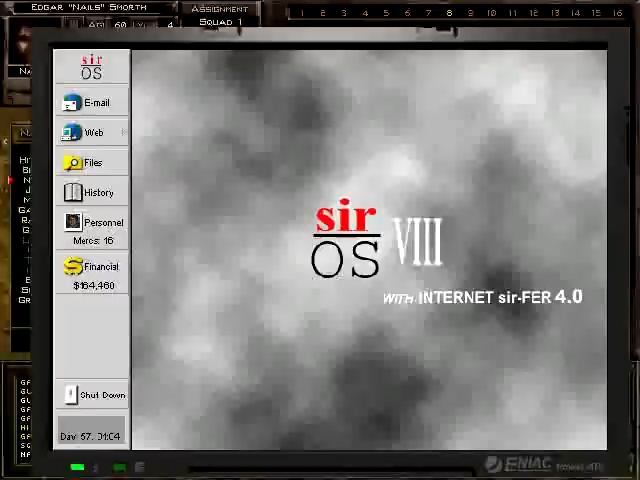 EDGAR "NAILS" SMORTH
ASSIGNMENT
SQUAD 1
1 2 3 4 5 6 7 8 9 10 11 12 13 14 15 16
60
4
sir
OS
E-mail
Web
Files
History
Personnel
Mercs: 16
Financial
$164,460
Shut Down
Day: 57, 01:04
sir
OS VIII
WITH INTERNET sir-FER 4.0
ENIAC